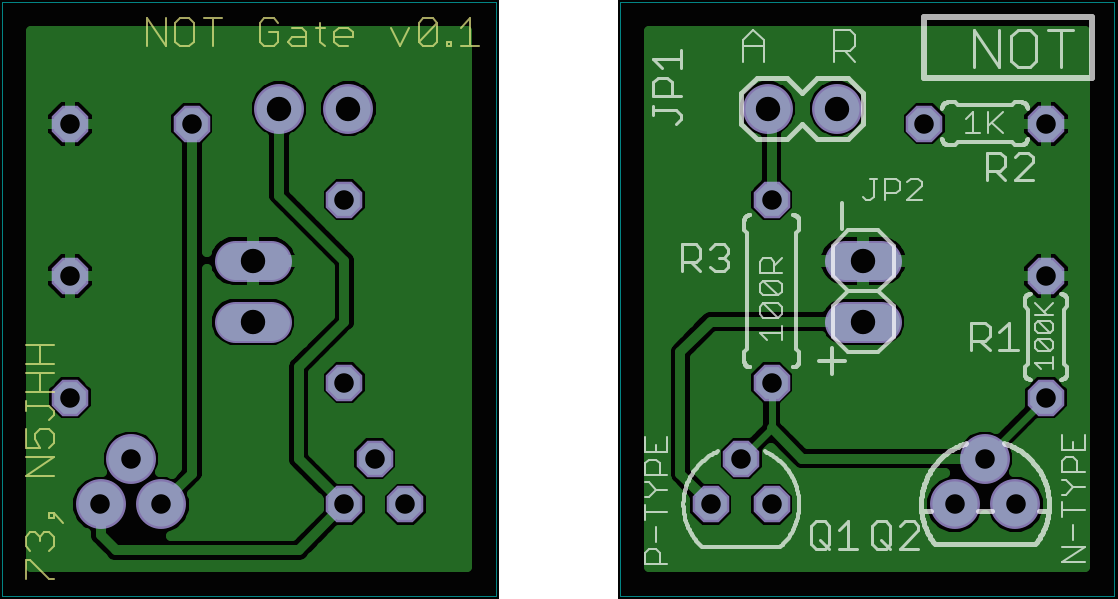 NOT Gate v0.1
73, N5JHH
A R
NOT
JP1
1K
R2
JP2
-
R3
100R
R1
100K
+
P-TYPE
Q1 Q2
N-TYPE